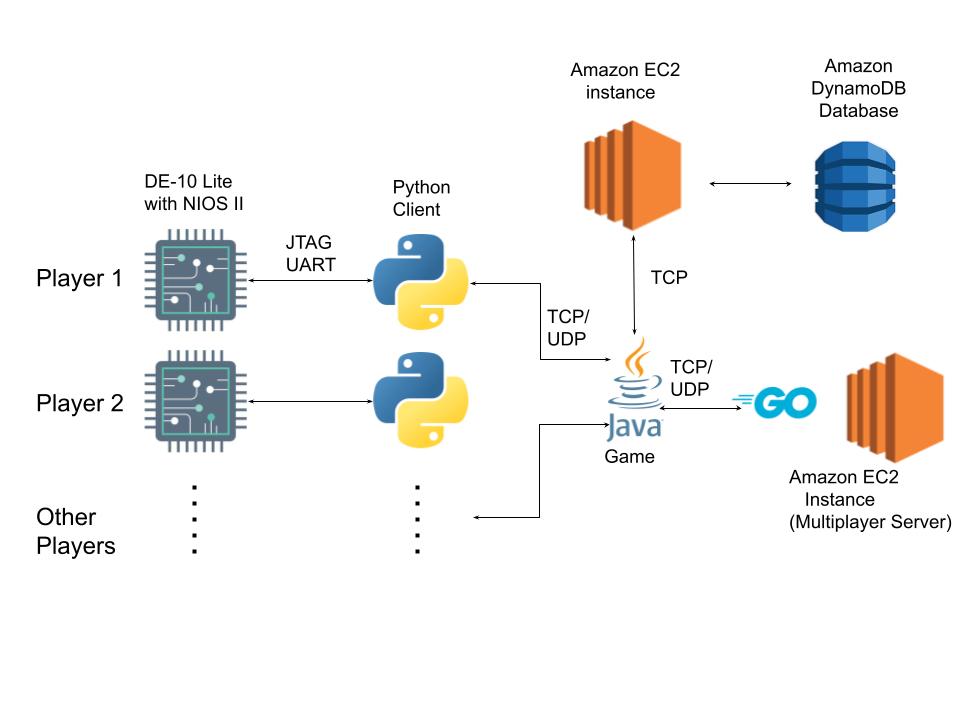 Amazon EC2
instance
Amazon
DynamoDB
Database
DE-10 Lite
with NIOS II
Python
Client
JTAG
UART
Player 1
TCP
TCP/
UDP
TCP/
UDP
Player 2
GO
Java
Game
Amazon EC2
Instance
(Multiplayer Server)
Other
Players